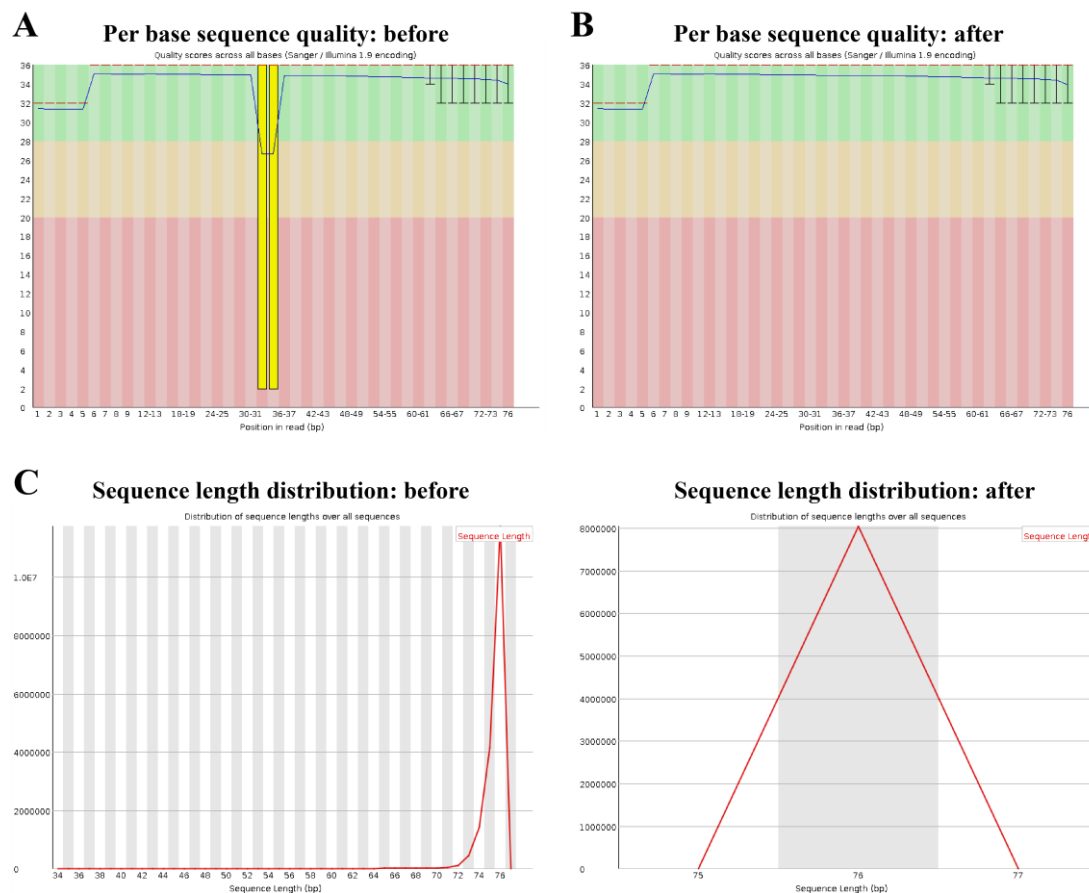 A
Per base sequence quality: before
Quality scores across all bases (Sanger / Illumina 1.9 encoding)
36
34
32
30
28
26
24
22
20
18
16
14
12
10
8
6
4
2
0
1 2 3 4 5 6 7 8 9 12-13 18-19 24-25 30-31 36-37 42-43 48-49 54-55 60-61 66-67 72-73 76
Position in read (bp)
B
Per base sequence quality: after
Quality scores across all bases (Sanger / Illumina 1.9 encoding)
36
34
32
30
28
26
24
22
20
18
16
14
12
10
8
6
4
2
0
1 2 3 4 5 6 7 8 9 12-13 18-19 24-25 30-31 36-37 42-43 48-49 54-55 60-61 66-67 72-73 76
Position in read (bp)
C
Sequence length distribution: before
Distribution of sequence lengths over all sequences
Sequence Length
1.0E7
8000000
6000000
4000000
2000000
0
34 36 38 40 42 44 46 48 50 52 54 56 58 60 62 64 66 68 70 72 74 76
Sequence Length (bp)
Sequence length distribution: after
Distribution of sequence lengths over all sequences
Sequence Lengt
8000000
7000000
6000000
5000000
4000000
3000000
2000000
1000000
0
75 76 77
Sequence Length (bp)